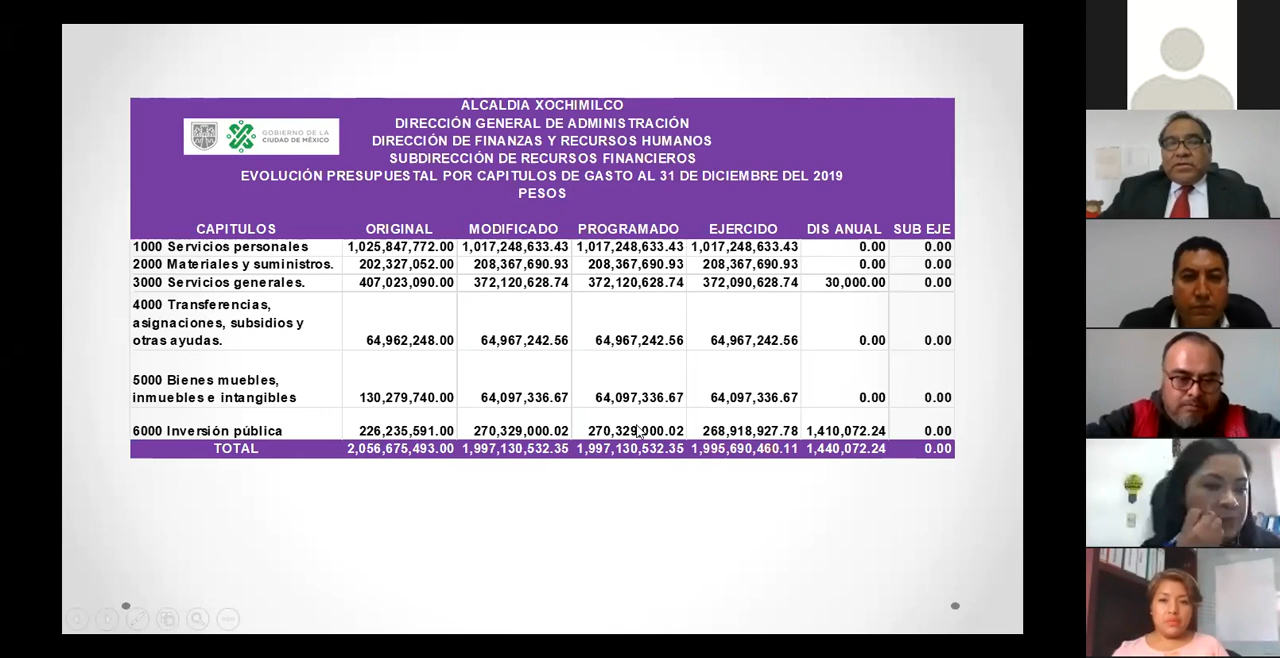 ALCALDIA XOCHIMILCO
DIRECCIÓN GENERAL DE ADMINISTRACIÓN
GOBIERNO DE LA
CIUDAD DE MÉXICO
DIRECCIÓN DE FINANZAS Y RECURSOS HUMANOS
SUBDIRECCIÓN DE RECURSOS FINANCIEROS
EVOLUCIÓN PRESUPUESTAL POR CAPITULOS DE GASTO AL 31 DE DICIEMBRE DEL 2019
PESOS
CAPITULOS ORIGINAL MODIFICADO PROGRAMADO EJERCIDO DIS ANUAL SUB EJE
1000 Servicios personales 1,025,847,772.00 1,017,248,633.43 1,017,248,633.43 1,017,248,633.43 0.00 0.00
2000 Materiales y suministros. 202,327,052.00 208,367,690.93 208,367,690.93 208,367,690.93 0.00 0.00
3000 Servicios generales. 407,023,090.00 372,120,628.74 372,120,628.74 372,090,628.74 30,000.00 0.00
4000 Transferencias,
asignaciones, subsidios y
otras ayudas. 64,962,248.00 64,967,242.56 64,967,242.56 64,967,242.56 0.00 0.00
5000 Bienes muebles,
inmuebles e intangibles 130,279,740.00 64,097,336.67 64,097,336.67 64,097,336.67 0.00 0.00
6000 Inversión pública 226,235,591.00 270,329,000.02 270,329,000.02 268,918,927.78 1,410,072.24 0.00
TOTAL 2,056,675,493.00 1,997,130,532.35 1,997,130,532.35 1,995,690,460.11 1,440,072.24 0.00